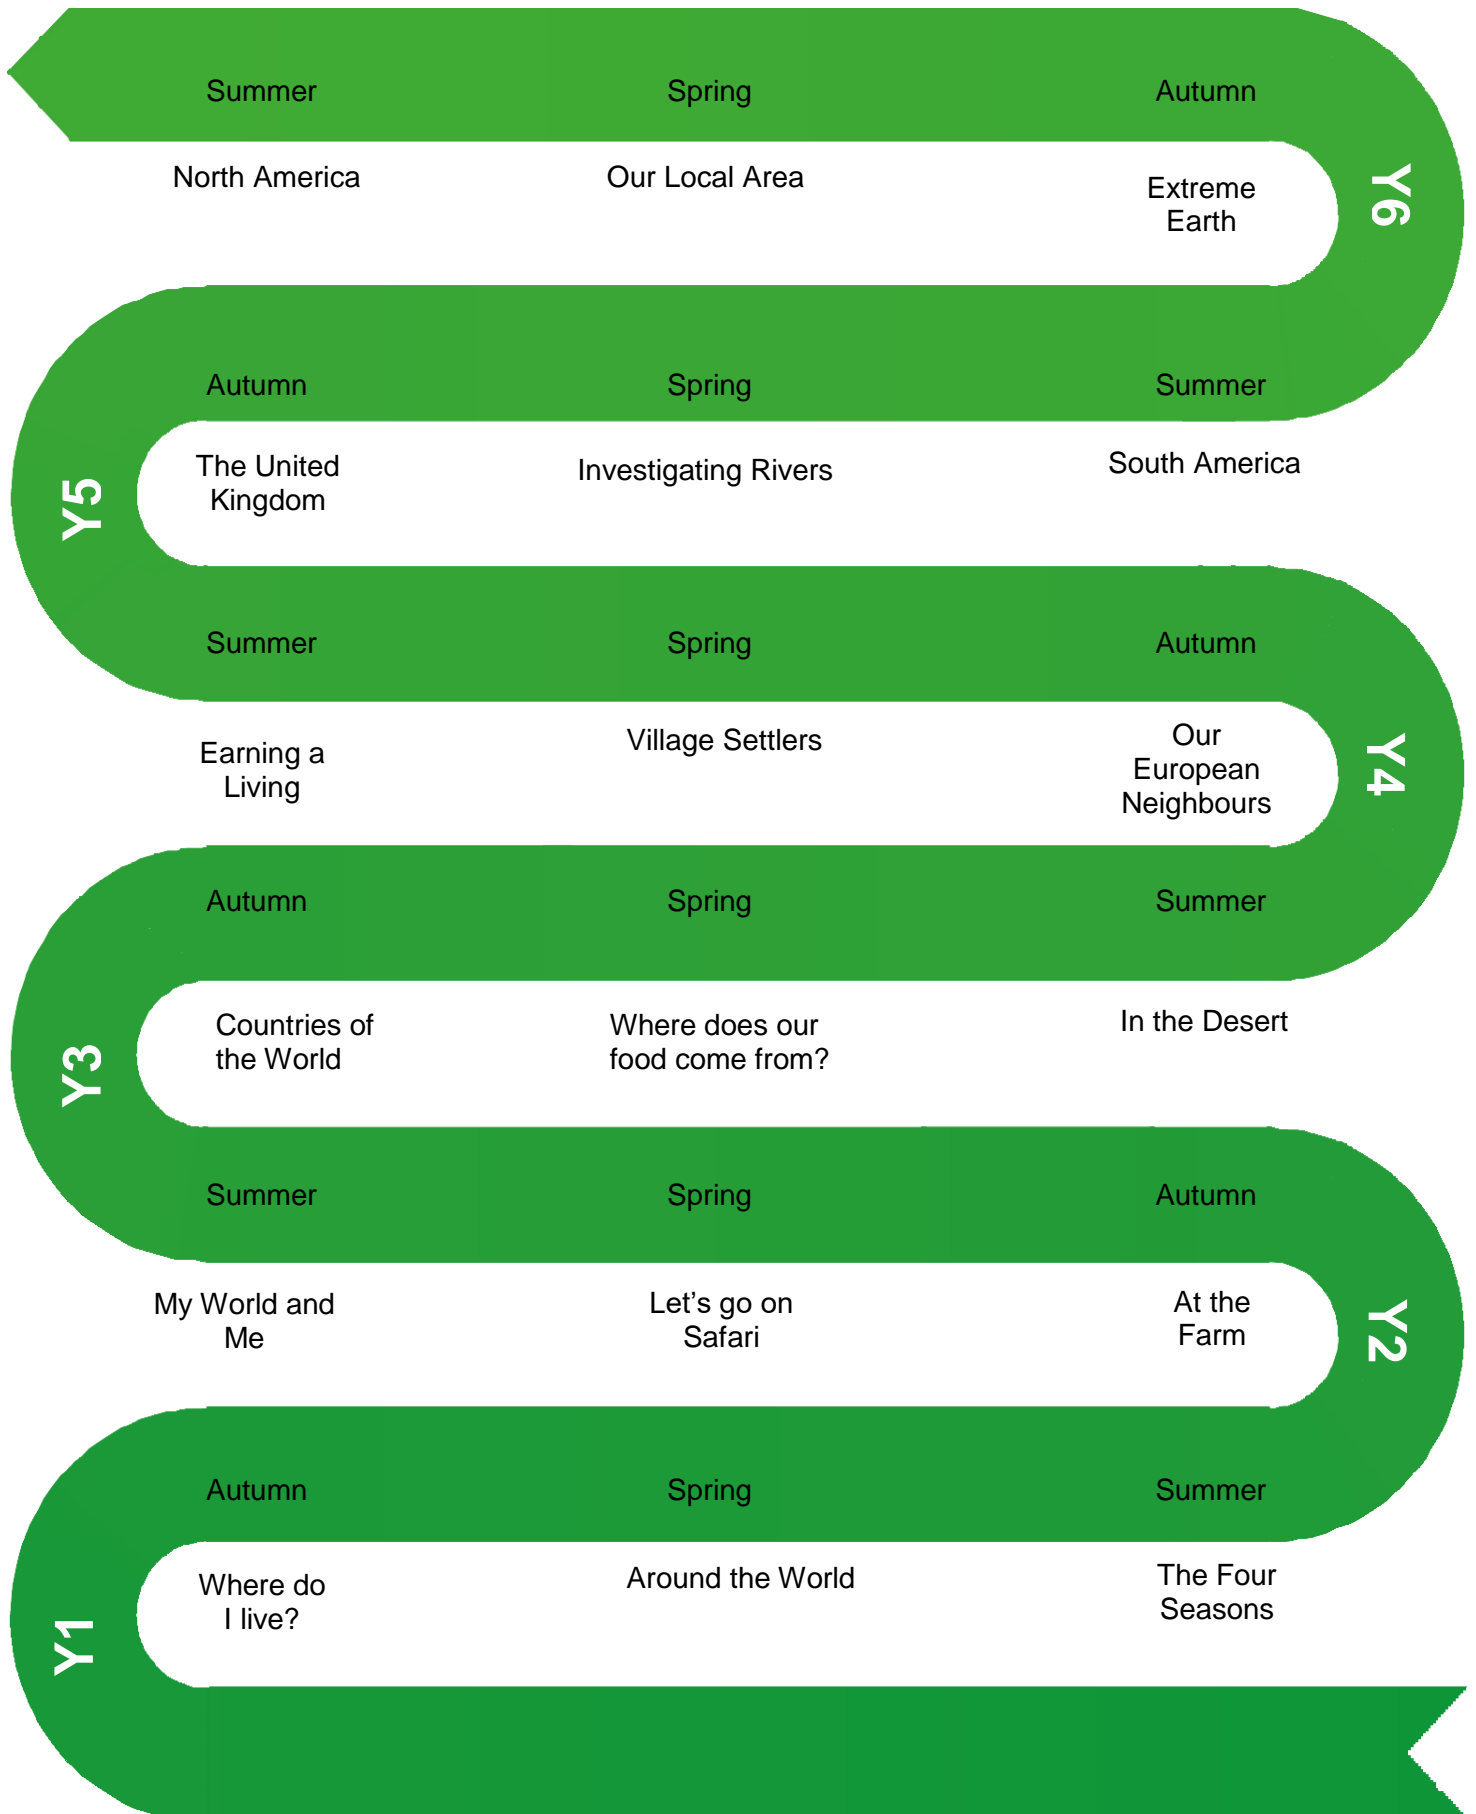 Summer
Spring
Autumn
North America
Our Local Area
Extreme
Earth
Y6
Autumn
Spring
Summer
The United
Kingdom
Investigating Rivers
South America
Y5
Summer
Spring
Autumn
Earning a
Living
Village Settlers
Our
European
Neighbours
Y4
Autumn
Spring
Summer
Countries of
the World
Where does our
food come from?
In the Desert
Y3
Summer
Spring
Autumn
My World and
Me
Let’s go on
Safari
At the
Farm
Y2
Autumn
Spring
Summer
Where do
I live?
Around the World
The Four
Seasons
Y1